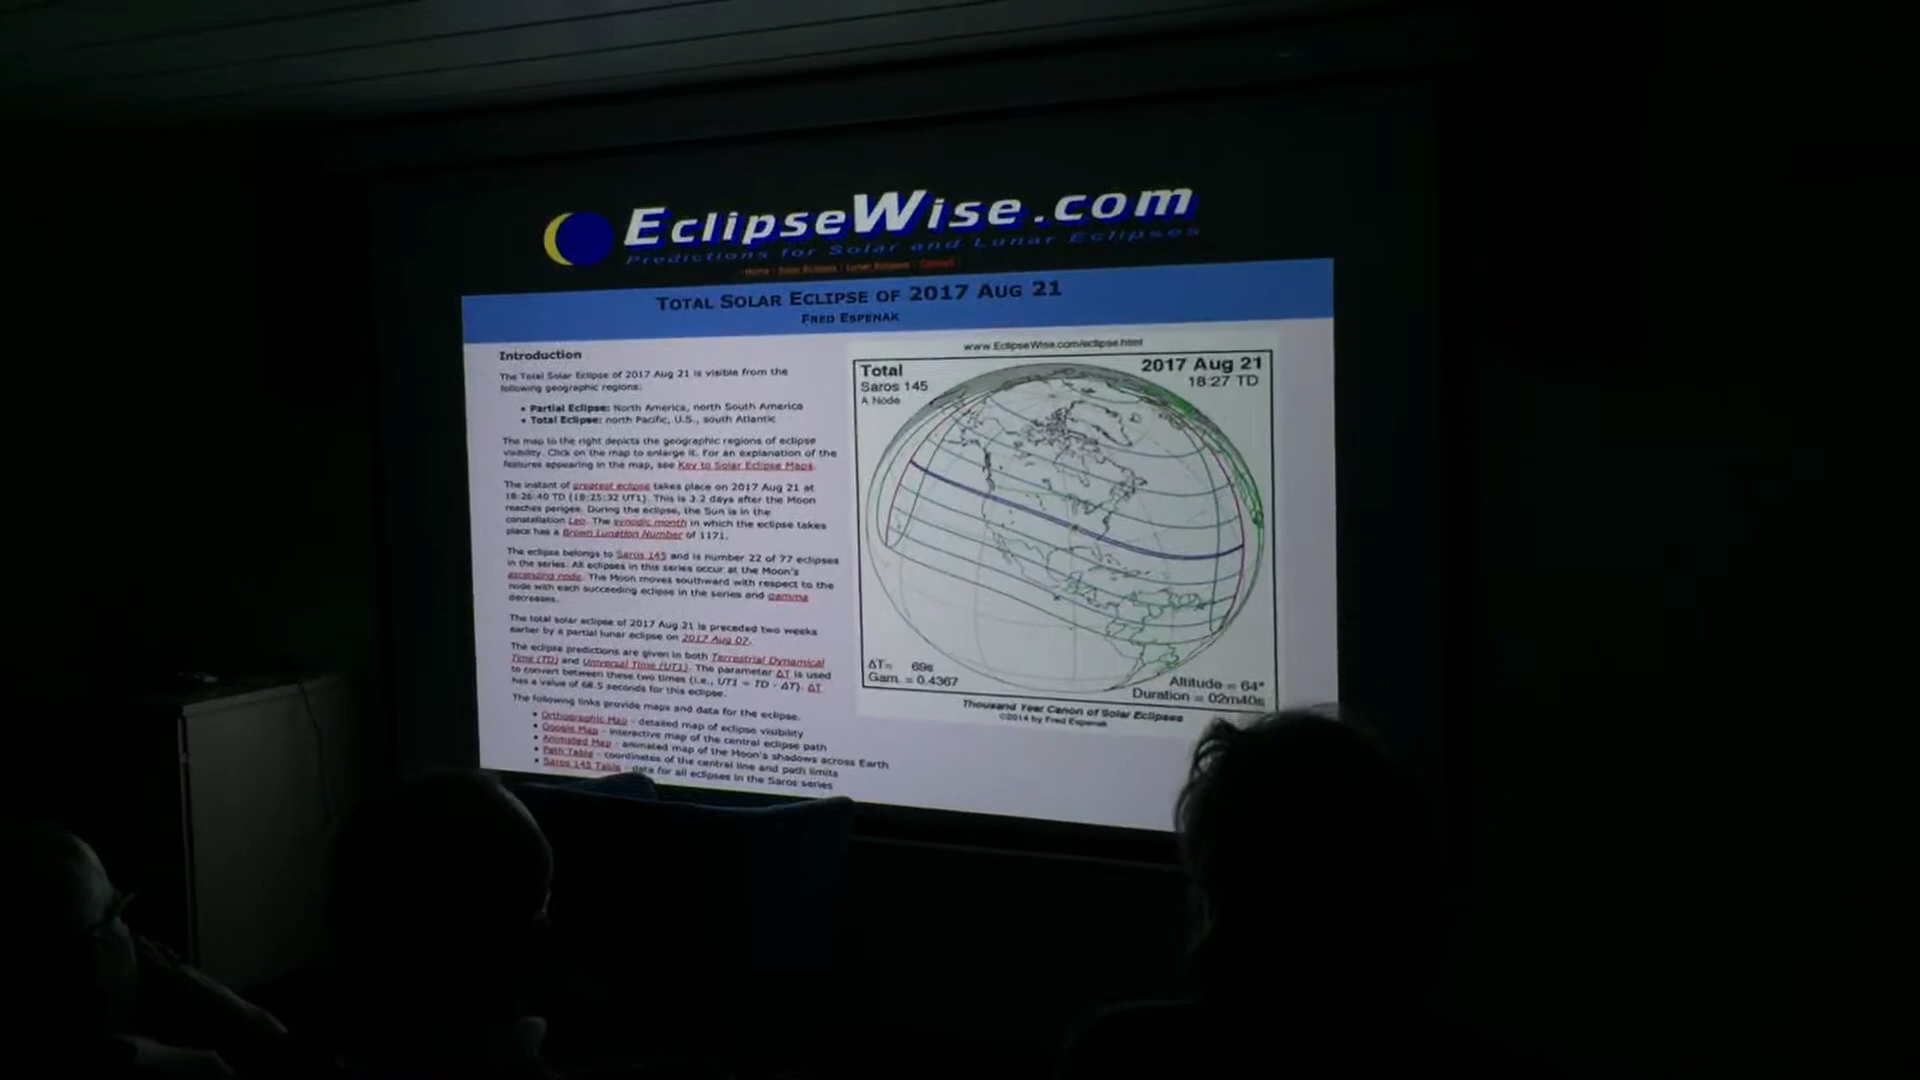 EclipseWise.com
Predictions for Solar and Lunar Eclipses
Home | Solar Eclipses | Lunar Eclipses | Contact
Total Solar Eclipse of 2017 Aug 21
Fred Espenak
Introduction
The Total Solar Eclipse of 2017 Aug 21 is visible from the
following geographic regions:
• Partial Eclipse: North America, north South America
• Total Eclipse: north Pacific, U.S., south Atlantic
The map to the right depicts the geographic regions of eclipse
visibility. Click on the map to enlarge it. For an explanation of the
features appearing in the map, see Key to Solar Eclipse Maps.
The instant of greatest eclipse takes place on 2017 Aug 21 at
18:26:40 TD (18:25:32 UT1). This is 3.2 days after the Moon
reaches perigee. During the eclipse, the Sun is in the
constellation Leo. The synodic month in which the eclipse takes
place has a Brown Lunation Number of 1171.
The eclipse belongs to Saros 145 and is number 22 of 77 eclipses
in the series. All eclipses in this series occur at the Moon's
ascending node. The Moon moves southward with respect to the
node with each succeeding eclipse in the series and gamma
decreases.
The total solar eclipse of 2017 Aug 21 is preceded two weeks
earlier by a partial lunar eclipse on 2017 Aug 07.
The eclipse predictions are given in both Terrestrial Dynamical
Time (TD) and Universal Time (UT1). The parameter ΔT is used
to convert between these two times (i.e., UT1 = TD - ΔT). ΔT
has a value of 68.5 seconds for this eclipse.
The following links provide maps and data for the eclipse.
• Orthographic Map - detailed map of eclipse visibility
• Google Map - interactive map of the central eclipse path
• Animated Map - animated map of the Moon's shadows across Earth
• Path Table - coordinates of the central line and path limits
• Saros 145 Table - data for all eclipses in the Saros series
www.EclipseWise.com/eclipse.html
Total
Saros 145
A Node
2017 Aug 21
18:27 TD
ΔT= 69s
Gam. = 0.4367
Altitude = 64°
Duration = 02m40s
Thousand Year Canon of Solar Eclipses
©2014 by Fred Espenak